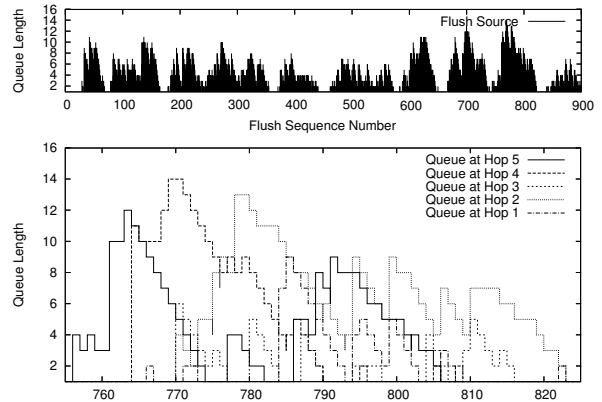 Queue Length
16
14
12
10
8
6
4
2
Flush Source
0 100 200 300 400 500 600 700 800 900
Flush Sequence Number
Queue Length
16
14
12
10
8
6
4
2
Queue at Hop 5
Queue at Hop 4
Queue at Hop 3
Queue at Hop 2
Queue at Hop 1
760 770 780 790 800 810 820